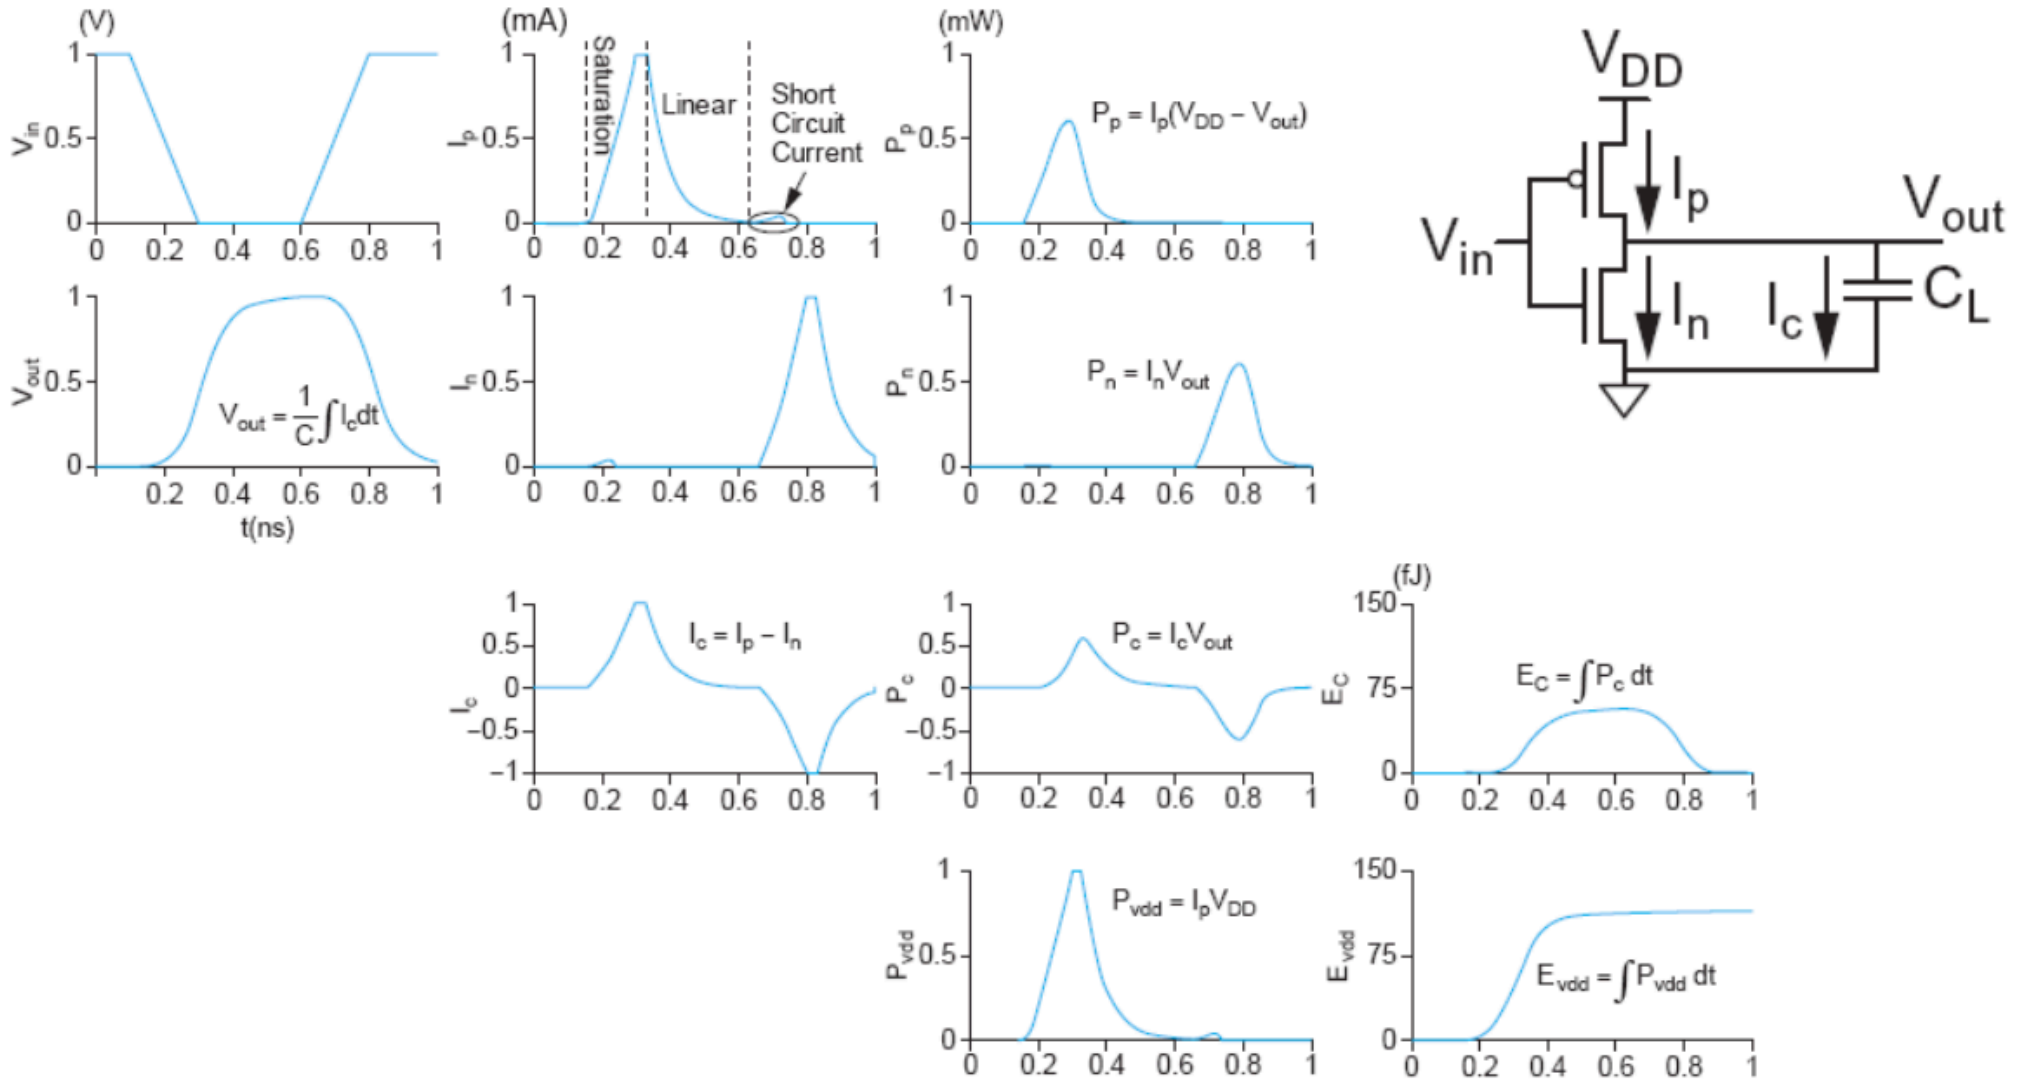 (V)
V_in
1
0.5
0
0 0.2 0.4 0.6 0.8 1
(mA)
I_p
1
0.5
0
Saturation
Linear
Short
Circuit
Current
0 0.2 0.4 0.6 0.8 1
(mW)
P_p
1
0.5
0
P_p = I_p(V_DD – V_out)
0 0.2 0.4 0.6 0.8 1
V_DD
I_p
V_in
V_out
I_n
I_c
C_L
V_out
1
0.5
0
V_out = 1/C ∫I_c dt
0.2 0.4 0.6 0.8 1
t(ns)
I_n
1
0.5
0
0 0.2 0.4 0.6 0.8 1
P_n
1
0.5
0
P_n = I_nV_out
0 0.2 0.4 0.6 0.8 1
I_c
1
0.5
0
–0.5
–1
I_c = I_p – I_n
0 0.2 0.4 0.6 0.8 1
P_c
1
0.5
0
–0.5
–1
P_c = I_cV_out
0 0.2 0.4 0.6 0.8 1
(fJ)
E_C
150
75
0
E_C = ∫P_c dt
0 0.2 0.4 0.6 0.8 1
P_vdd
1
0.5
0
P_vdd = I_pV_DD
0 0.2 0.4 0.6 0.8 1
E_vdd
150
75
0
E_vdd = ∫P_vdd dt
0 0.2 0.4 0.6 0.8 1